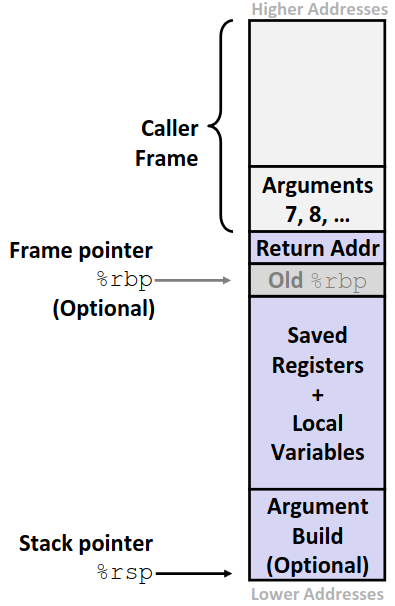 Higher Addresses
Caller
Frame
Arguments
7, 8, ...
Frame pointer
%rbp
(Optional)
Return Addr
Old %rbp
Saved
Registers
+
Local
Variables
Argument
Build
(Optional)
Stack pointer
%rsp
Lower Addresses